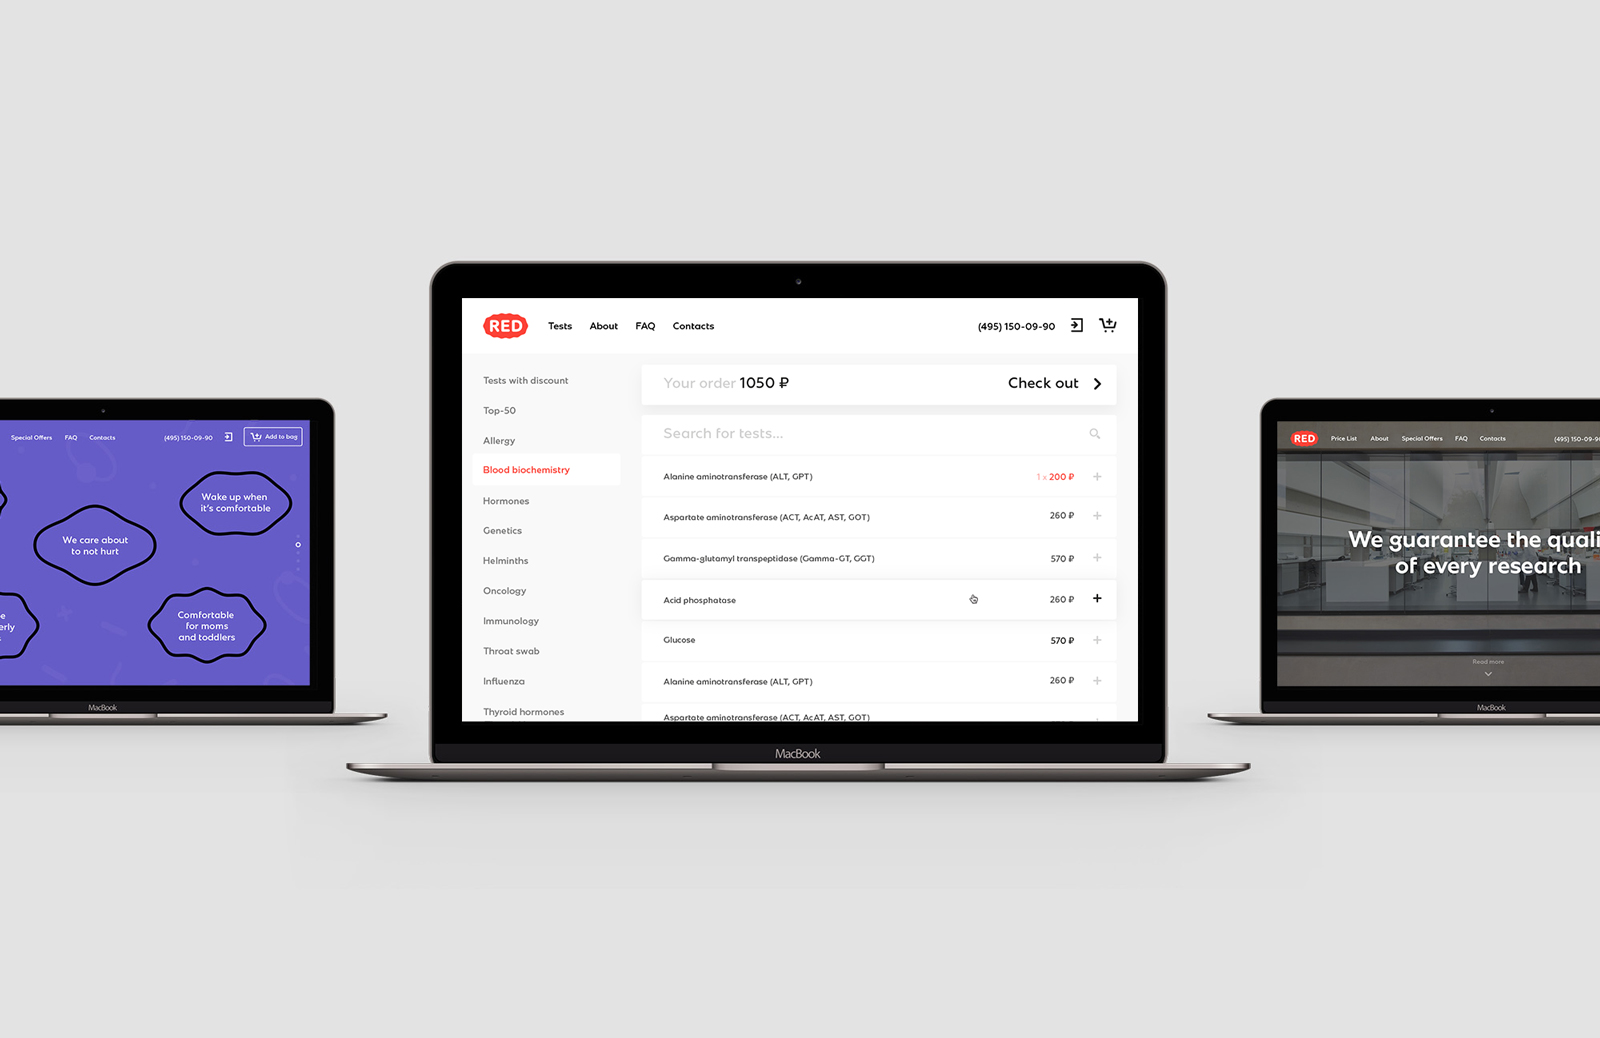 Special Offers FAQ Contacts (495) 150-09-90 Add to bag
Wake up when
it's comfortable
We care about
to not hurt
Comfortable
for moms
and toddlers
MacBook
RED Tests About FAQ Contacts (495) 150-09-90
Tests with discount
Top-50
Allergy
Blood biochemistry
Hormones
Genetics
Helminths
Oncology
Immunology
Throat swab
Influenza
Thyroid hormones
Your order 1050 ₽ Check out
Search for tests...
Alanine aminotransferase (ALT, GPT) 1 x 200 ₽
Aspartate aminotransferase (ACT, AcAT, AST, GOT) 260 ₽
Gamma-glutamyl transpeptidase (Gamma-GT, GGT) 570 ₽
Acid phosphatase 260 ₽
Glucose 570 ₽
Alanine aminotransferase (ALT, GPT) 260 ₽
Aspartate aminotransferase (ACT, AcAT, AST, GOT)
MacBook
RED Price List About Special Offers FAQ Contacts (495) 150-09-90
We guarantee the quali
of every research
Read more
MacBook